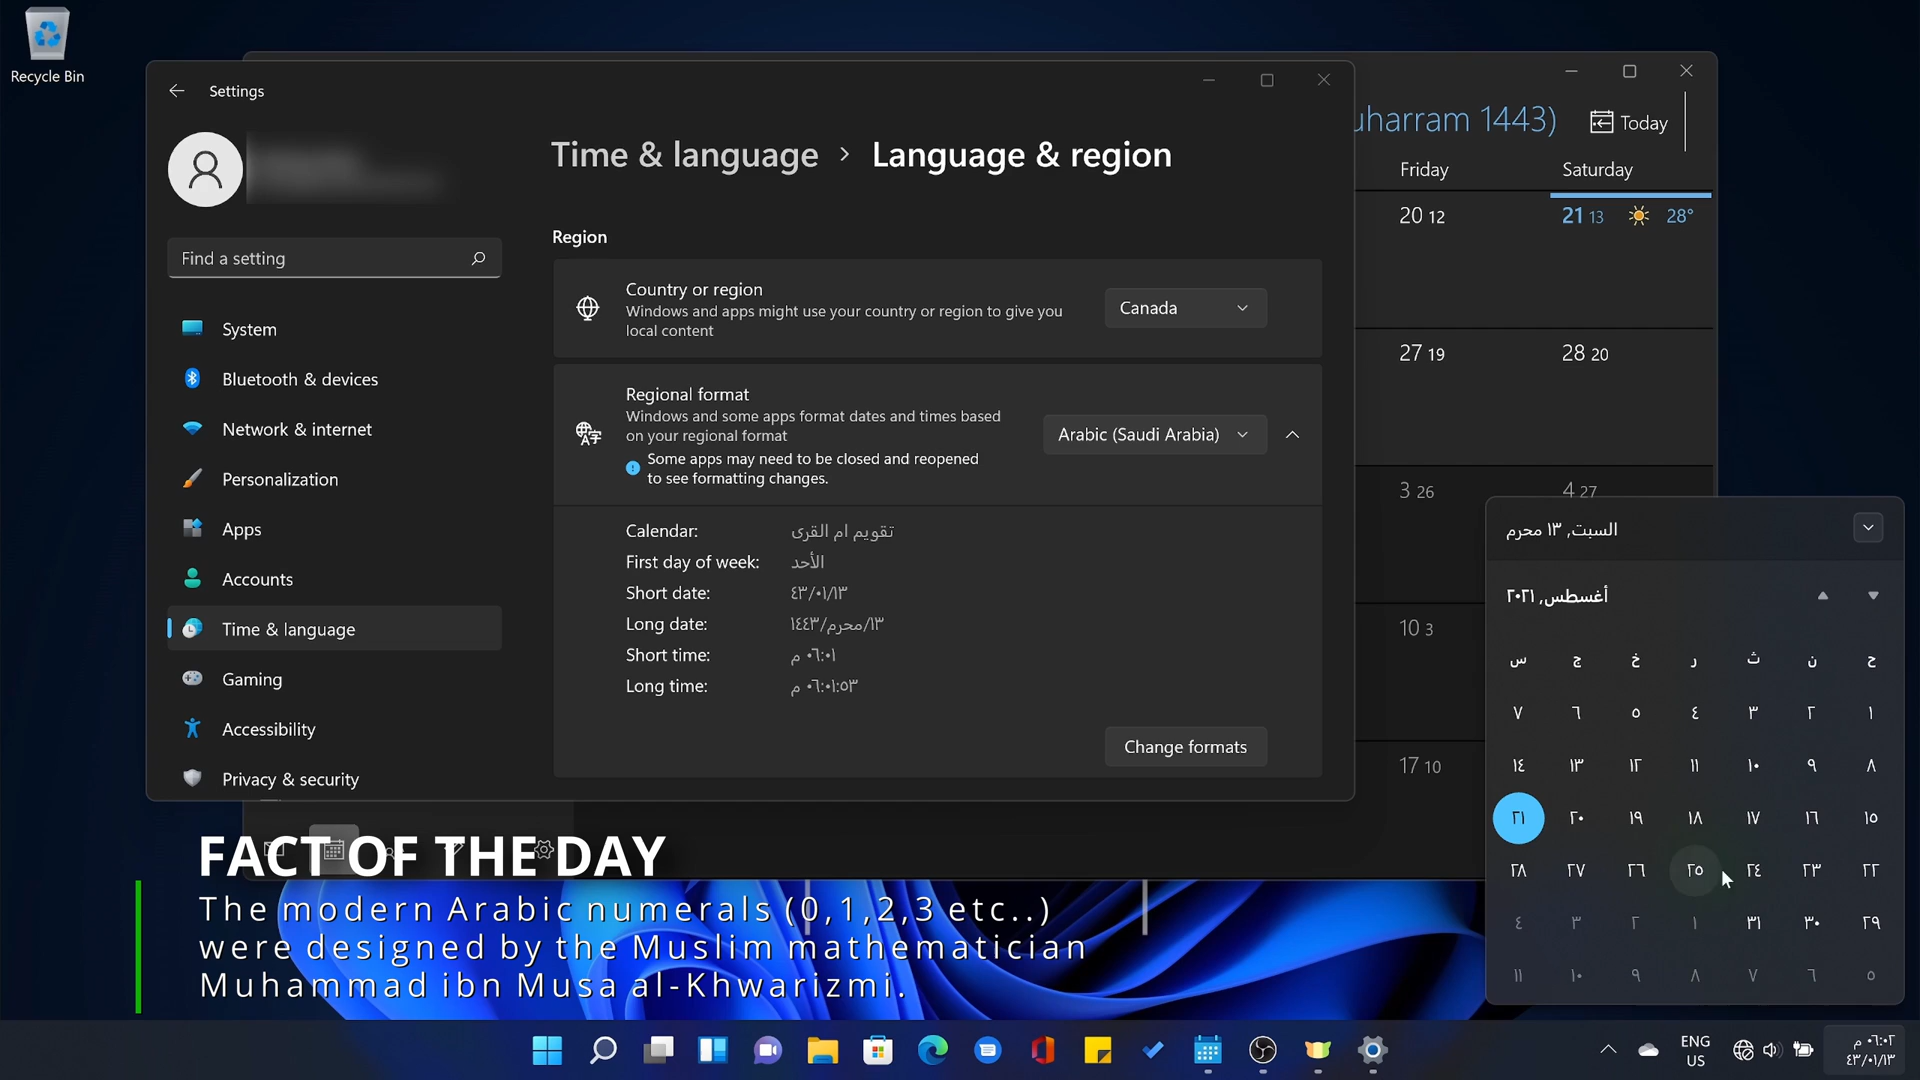 Recycle Bin
Settings
Find a setting
System
Bluetooth & devices
Network & internet
Personalization
Apps
Accounts
Time & language
Gaming
Accessibility
Privacy & security
Time & language › Language & region
Region
Country or region
Windows and apps might use your country or region to give you
local content
Canada
Regional format
Windows and some apps format dates and times based
on your regional format
Some apps may need to be closed and reopened
to see formatting changes.
Arabic (Saudi Arabia)
Calendar: تقويم ام القرى
First day of week: الأحد
Short date: ١٣/٠١/٤٣
Long date: ١٣/محرم/١٤٤٣
Short time: ٠٦:٠١ م
Long time: ٠٦:٠١:٥٣ م
Change formats
uharram 1443)
Today
Friday Saturday
20 12 21 13 28°
27 19 28 20
3 26 4 27
10 3
17 10
السبت, ١٣ محرم
أغسطس, ٢٠٢١
ح ن ث ر خ ج س
١ ٢ ٣ ٤ ٥ ٦ ٧
٨ ٩ ١٠ ١١ ١٢ ١٣ ١٤
١٥ ١٦ ١٧ ١٨ ١٩ ٢٠ ٢١
٢٢ ٢٣ ٢٤ ٢٥ ٢٦ ٢٧ ٢٨
٢٩ ٣٠ ٣١ ١ ٢ ٣ ٤
٥ ٦ ٧ ٨ ٩ ١٠ ١١
FACT OF THE DAY
The modern Arabic numerals (0,1,2,3 etc..)
were designed by the Muslim mathematician
Muhammad ibn Musa al-Khwarizmi.
ENG
US
٠٦:٠٢ م
١٣/٠١/٤٣